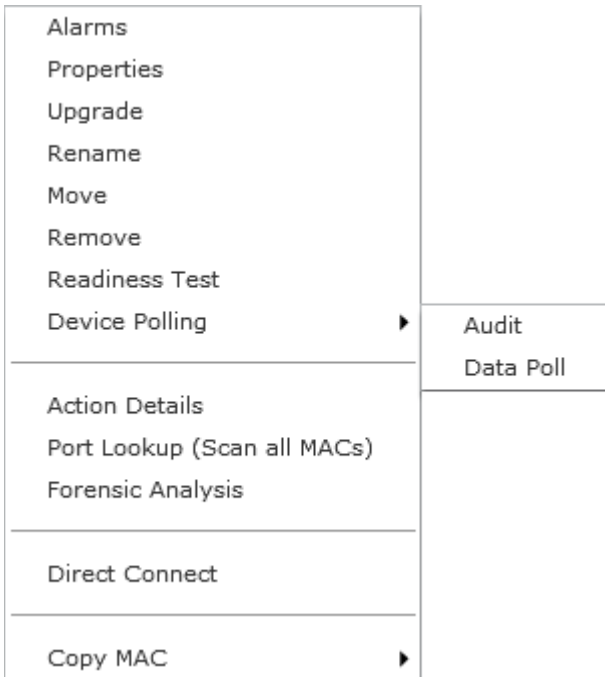 Alarms
Properties
Upgrade
Rename
Move
Remove
Readiness Test
Device Polling
Audit
Data Poll
Action Details
Port Lookup (Scan all MACs)
Forensic Analysis
Direct Connect
Copy MAC